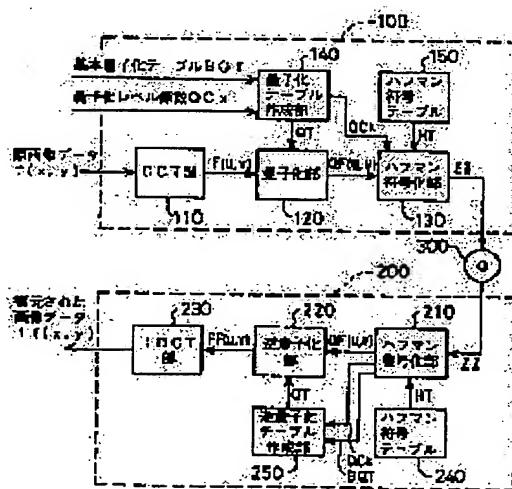 100
基本量子化テーブルBQT
140
150
量子化レベル係数QCx
量子化
テーブル
作成部
ハフマン
符号
テーブル
QT
QCx
HT
原画像データ
f(x,y)
DCT部
F(u,v)
量子化部
QF(u,v)
ハフマン
符号化部
110
120
130
300
200
復元された
画像データ
f(x,y)
230
220
210
IDCT
部
逆量子化
部
QF(u,v)
ハフマン
復号化部
QT
HT
逆量子化
テーブル
作成部
QCx
BQT
ハフマン
符号
テーブル
250
240